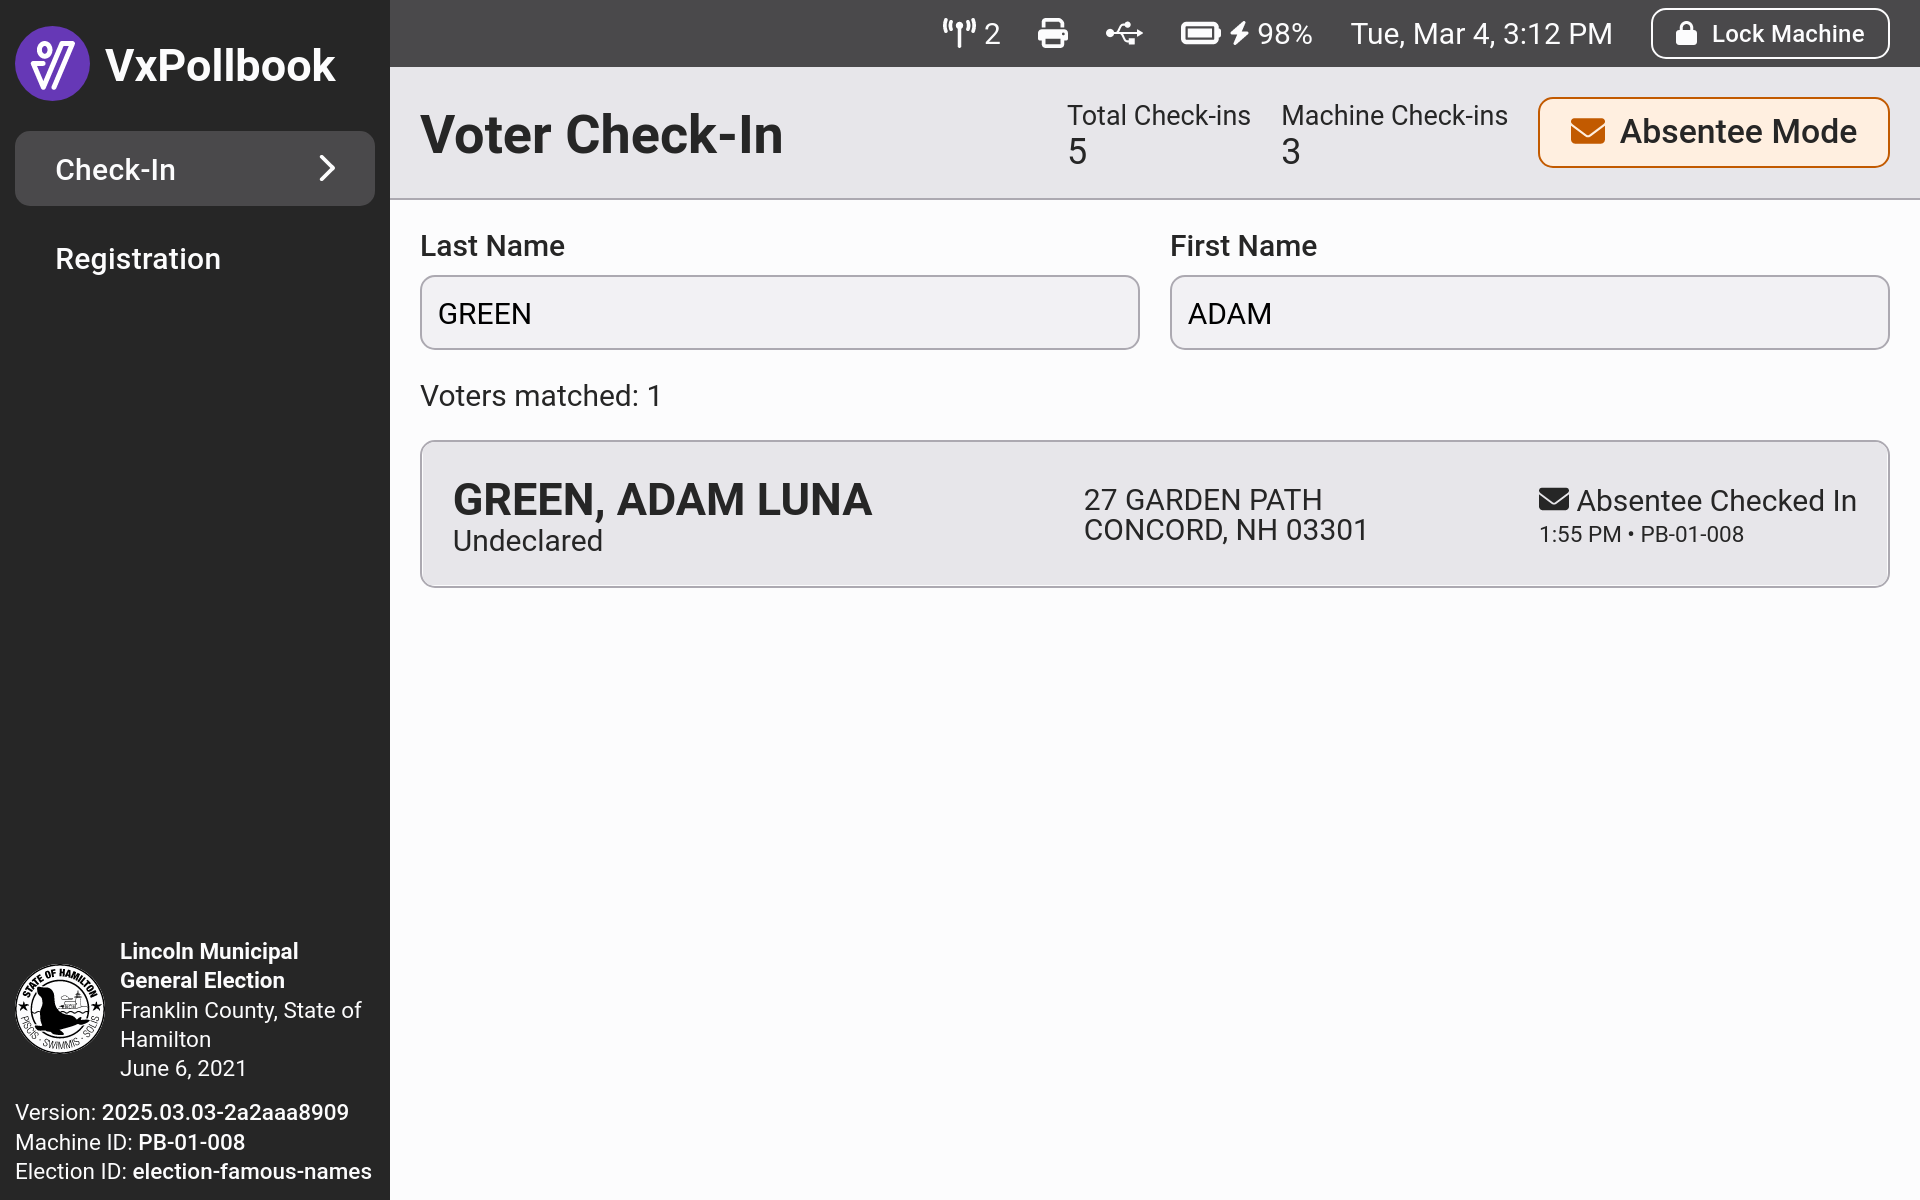 VxPollbook
Check-In
Registration
2
98%
Tue, Mar 4, 3:12 PM
Lock Machine
Voter Check-In
Total Check-ins
5
Machine Check-ins
3
Absentee Mode
Last Name
First Name
GREEN
ADAM
Voters matched: 1
GREEN, ADAM LUNA
Undeclared
27 GARDEN PATH
CONCORD, NH 03301
Absentee Checked In
1:55 PM • PB-01-008
STATE OF HAMILTON
PISCIS · SWIMMIS · SOLIS
Lincoln Municipal
General Election
Franklin County, State of
Hamilton
June 6, 2021
Version: 2025.03.03-2a2aaa8909
Machine ID: PB-01-008
Election ID: election-famous-names